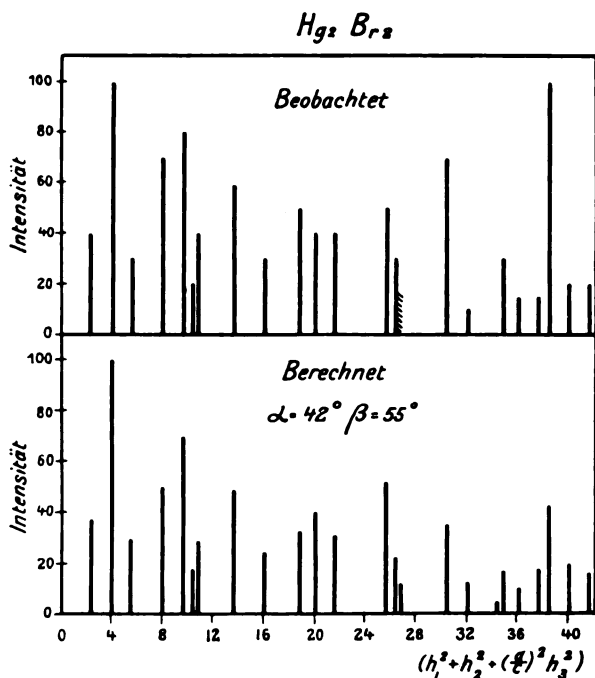 Hg2 Br2
Beobachtet
Intensität
100
80
60
40
20
0
Berechnet
α = 42° β = 55°
Intensität
100
80
60
40
20
0
0 4 8 12 16 20 24 28 32 36 40
(h₁² + h₂² + (a/c)² h₃²)